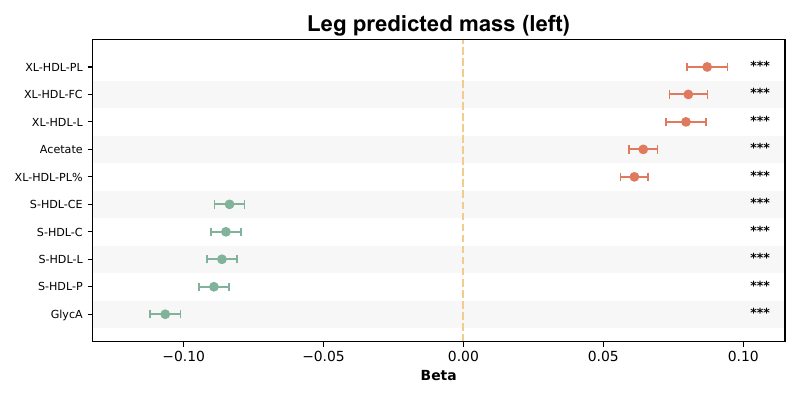 Leg predicted mass (left)
XL-HDL-PL ***
XL-HDL-FC ***
XL-HDL-L ***
Acetate ***
XL-HDL-PL% ***
S-HDL-CE ***
S-HDL-C ***
S-HDL-L ***
S-HDL-P ***
GlycA ***
−0.10 −0.05 0.00 0.05 0.10
Beta